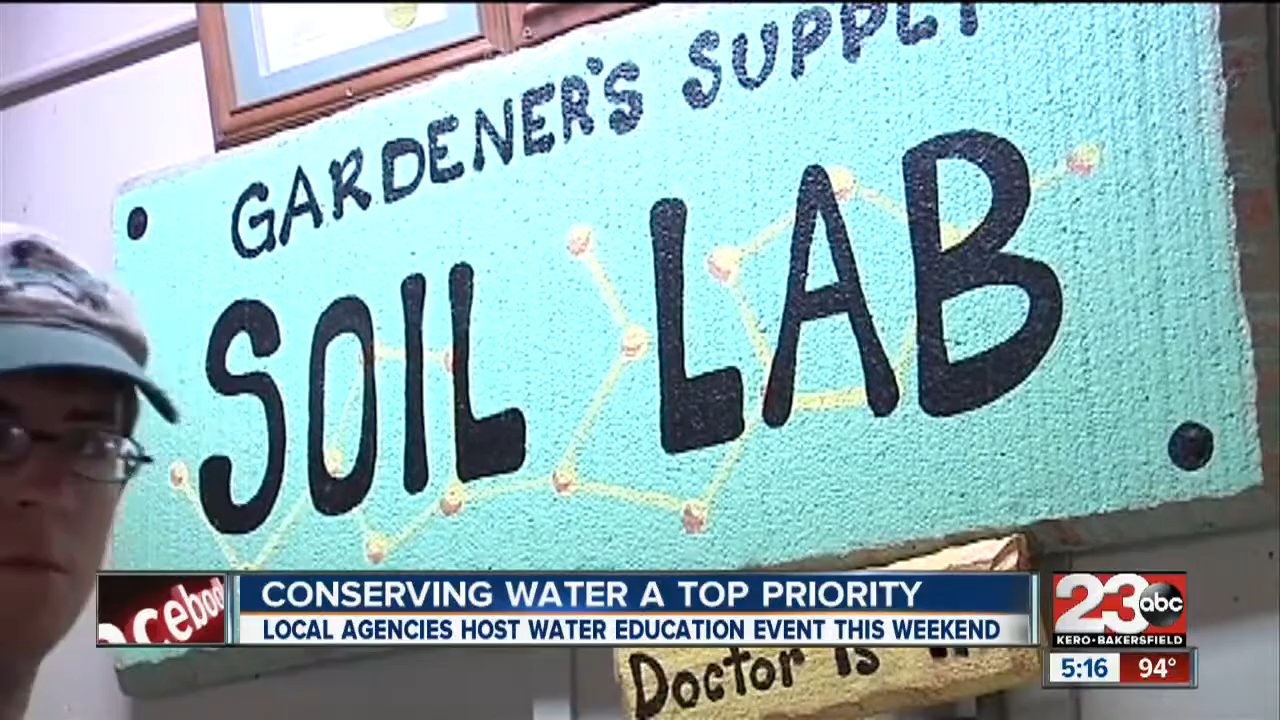 GARDENER'S SUPPLY
SOIL LAB
Doctor is
cebook
CONSERVING WATER A TOP PRIORITY
LOCAL AGENCIES HOST WATER EDUCATION EVENT THIS WEEKEND
23 abc
KERO-BAKERSFIELD
5:16 94°